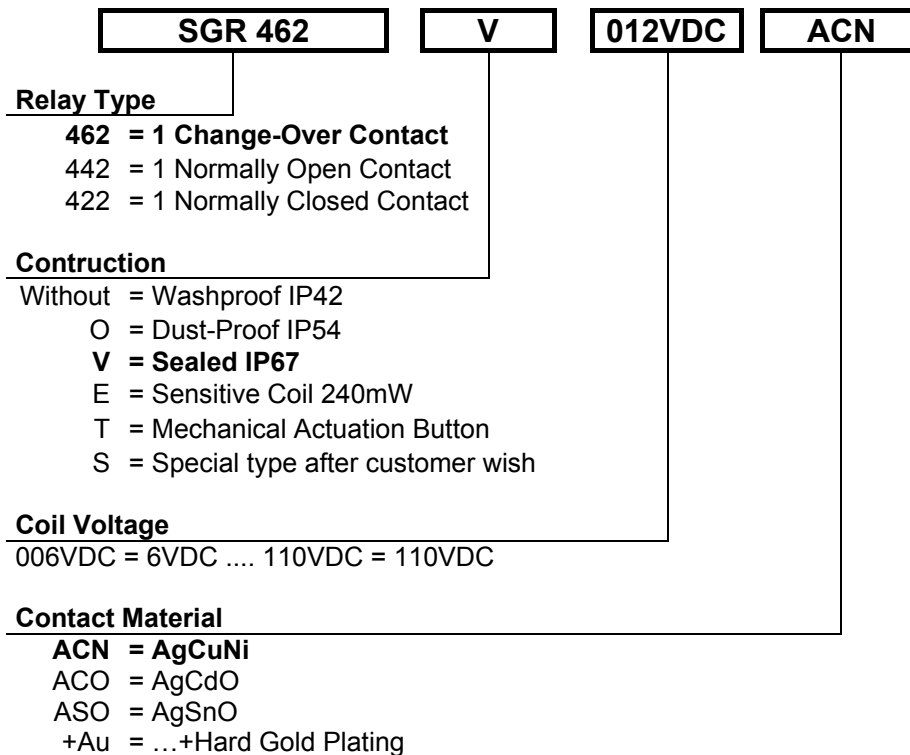 SGR 462 V 012VDC ACN
Relay Type
462 = 1 Change-Over Contact
442 = 1 Normally Open Contact
422 = 1 Normally Closed Contact
Contruction
Without = Washproof IP42
O = Dust-Proof IP54
V = Sealed IP67
E = Sensitive Coil 240mW
T = Mechanical Actuation Button
S = Special type after customer wish
Coil Voltage
006VDC = 6VDC .... 110VDC = 110VDC
Contact Material
ACN = AgCuNi
ACO = AgCdO
ASO = AgSnO
+Au = …+Hard Gold Plating